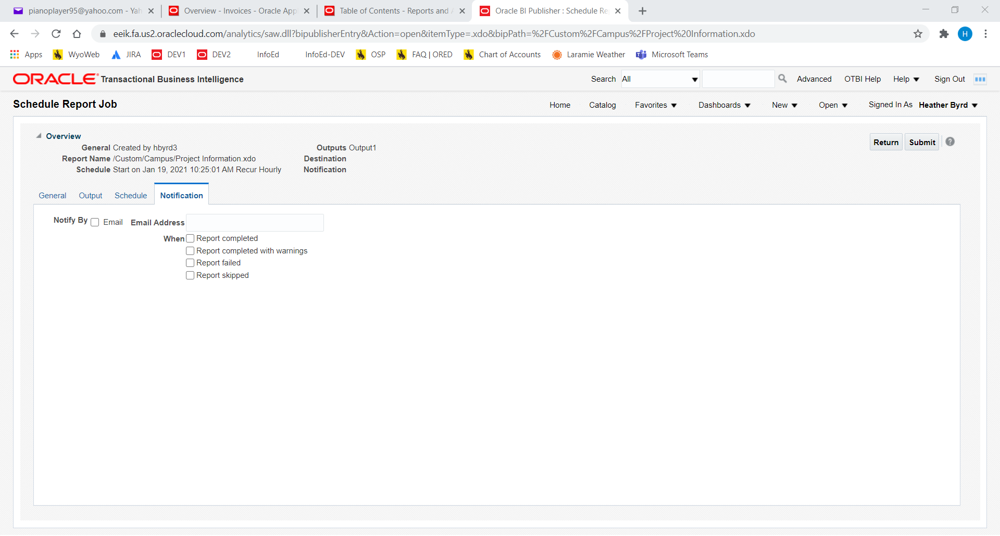 pianoplayer95@yahoo.com - Yah
Overview - Invoices - Oracle App
Table of Contents - Reports and A
Oracle BI Publisher : Schedule Re
eeik.fa.us2.oraclecloud.com/analytics/saw.dll?bipublisherEntry&Action=open&itemType=.xdo&bipPath=%2FCustom%2FCampus%2FProject%20Information.xdo
H
Apps WyoWeb JIRA DEV1 DEV2 InfoEd InfoEd-DEV OSP FAQ | ORED Chart of Accounts Laramie Weather Microsoft Teams
ORACLE Transactional Business Intelligence
Search All Advanced OTBI Help Help Sign Out
Schedule Report Job
Home Catalog Favorites Dashboards New Open Signed In As Heather Byrd
Overview
General Created by hbyrd3
Report Name /Custom/Campus/Project Information.xdo
Schedule Start on Jan 19, 2021 10:25:01 AM Recur Hourly
Outputs Output1
Destination
Notification
Return Submit ?
General Output Schedule Notification
Notify By Email Email Address
When Report completed
Report completed with warnings
Report failed
Report skipped